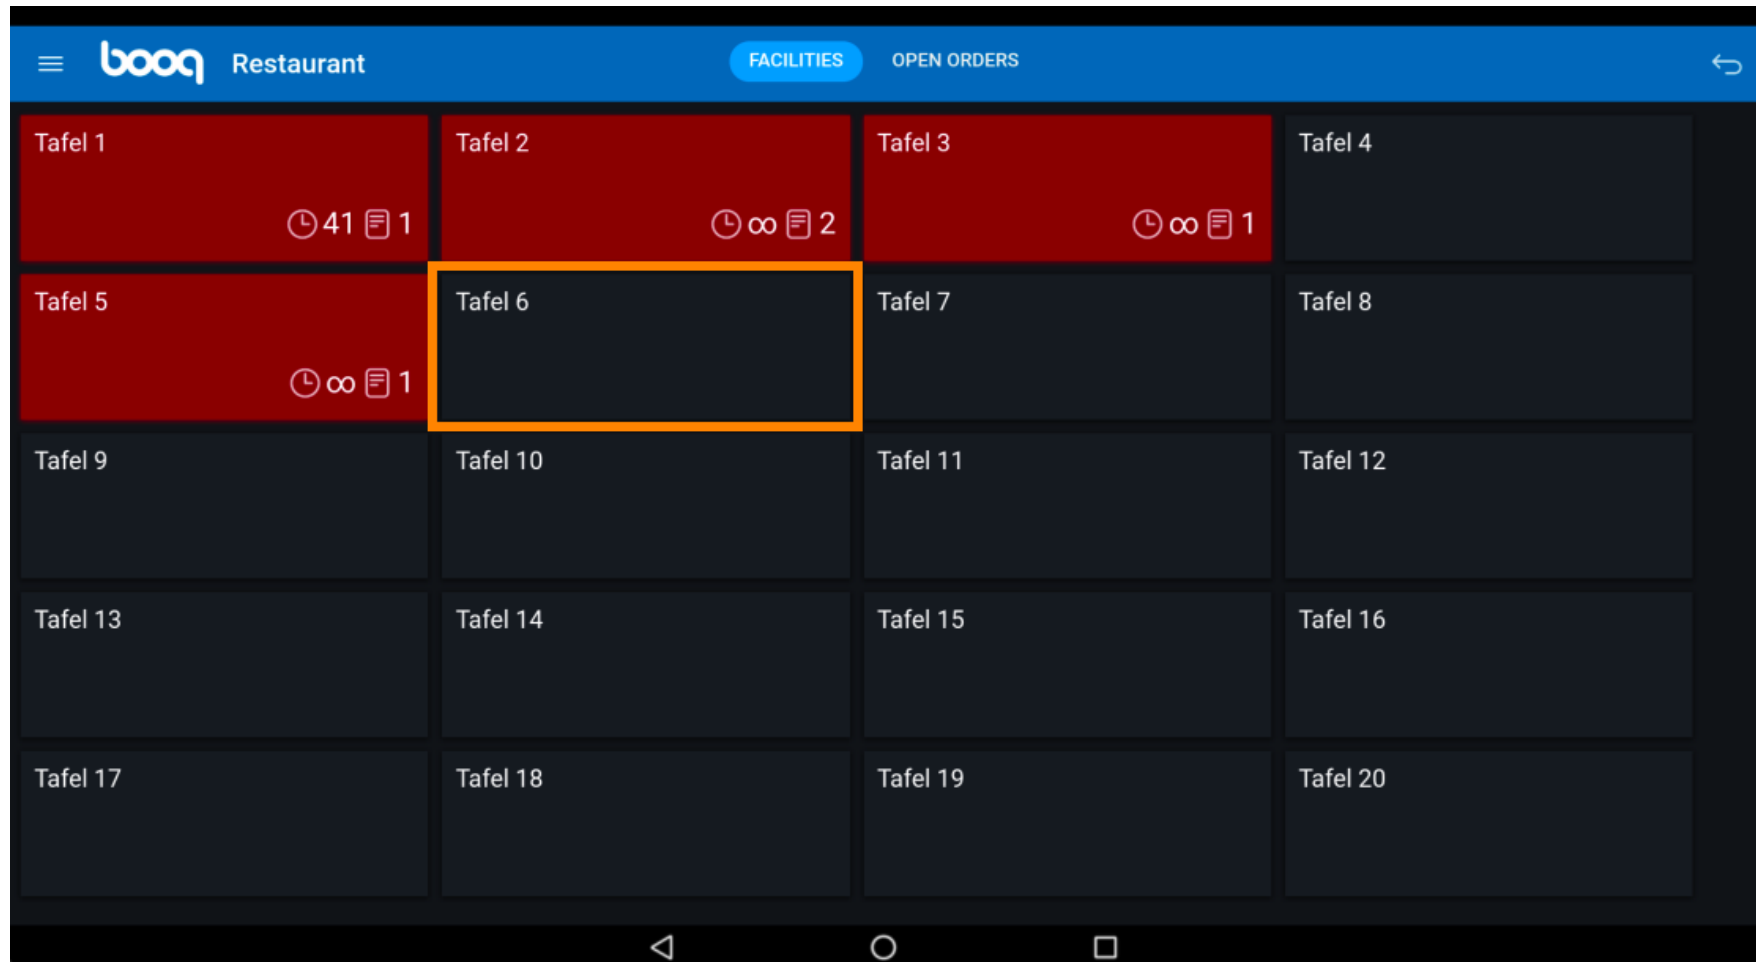 booq Restaurant FACILITIES OPEN ORDERS
Tafel 1 Tafel 2 Tafel 3 Tafel 4
41 1 ∞ 2 ∞ 1
Tafel 5 Tafel 6 Tafel 7 Tafel 8
∞ 1
Tafel 9 Tafel 10 Tafel 11 Tafel 12
Tafel 13 Tafel 14 Tafel 15 Tafel 16
Tafel 17 Tafel 18 Tafel 19 Tafel 20